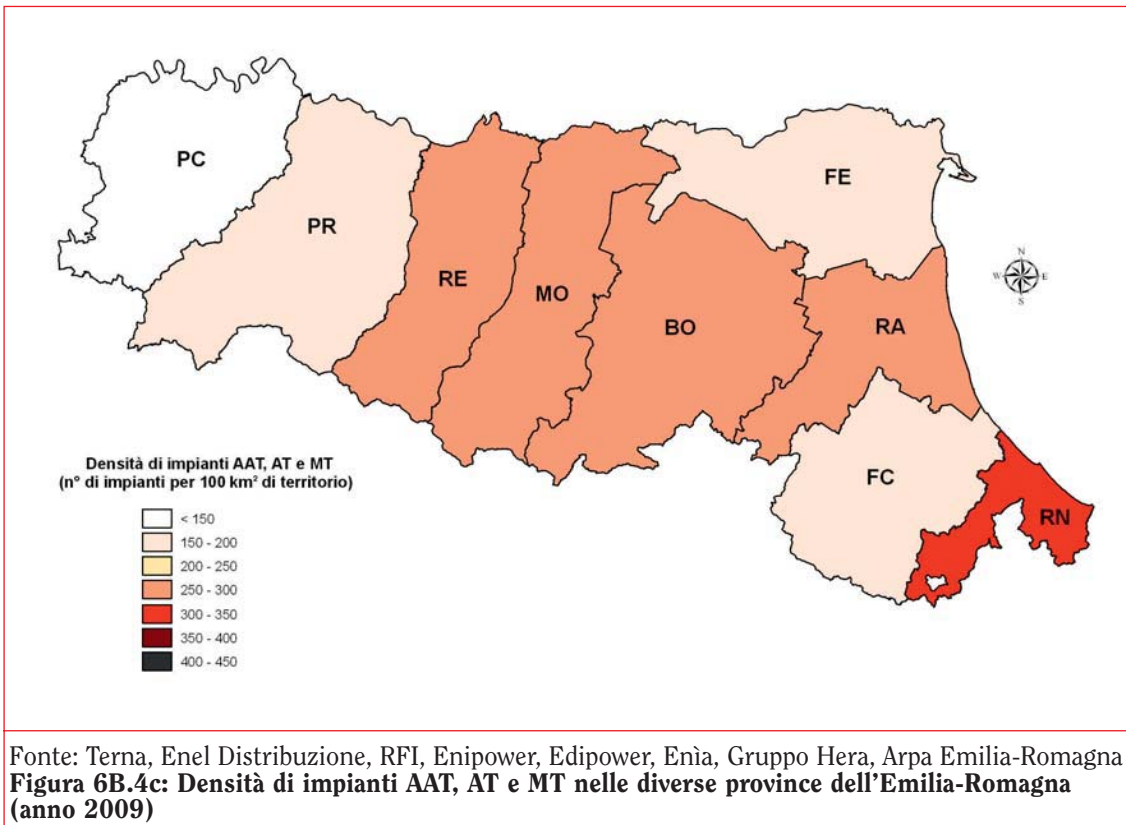 PC
PR
RE
MO
BO
FE
RA
FC
RN
N
W E
S
Densità di impianti AAT, AT e MT
(n° di impianti per 100 km² di territorio)
< 150
150 - 200
200 - 250
250 - 300
300 - 350
350 - 400
400 - 450
Fonte: Terna, Enel Distribuzione, RFI, Enipower, Edipower, Enìa, Gruppo Hera, Arpa Emilia-Romagna
Figura 6B.4c: Densità di impianti AAT, AT e MT nelle diverse province dell'Emilia-Romagna
(anno 2009)